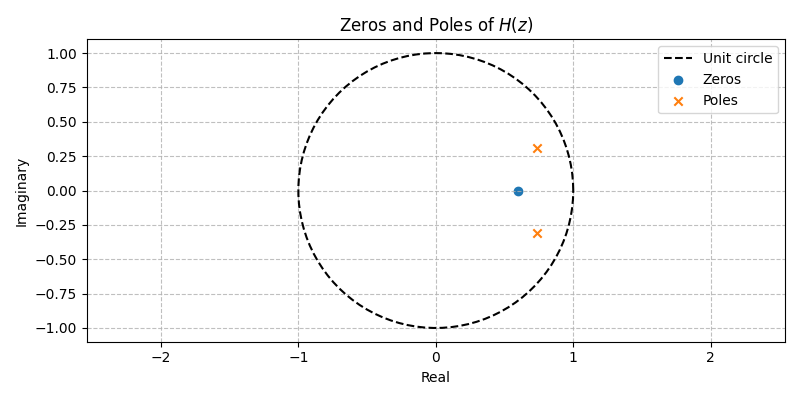 Zeros and Poles of H(z)
Unit circle
Zeros
Poles
Imaginary
1.00
0.75
0.50
0.25
0.00
−0.25
−0.50
−0.75
−1.00
−2
−1
0
1
2
Real